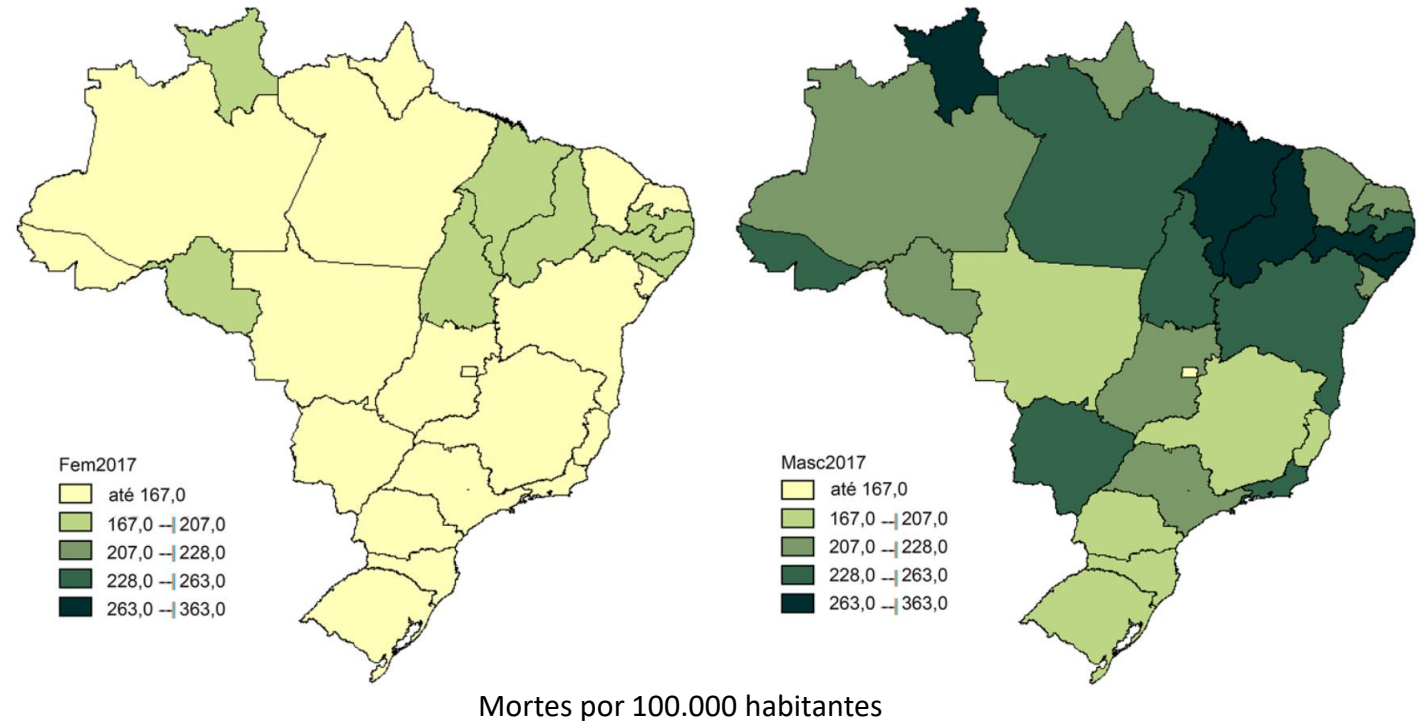 Fem2017
até 167,0
167,0 --| 207,0
207,0 --| 228,0
228,0 --| 263,0
263,0 --| 363,0
Masc2017
até 167,0
167,0 --| 207,0
207,0 --| 228,0
228,0 --| 263,0
263,0 --| 363,0
Mortes por 100.000 habitantes